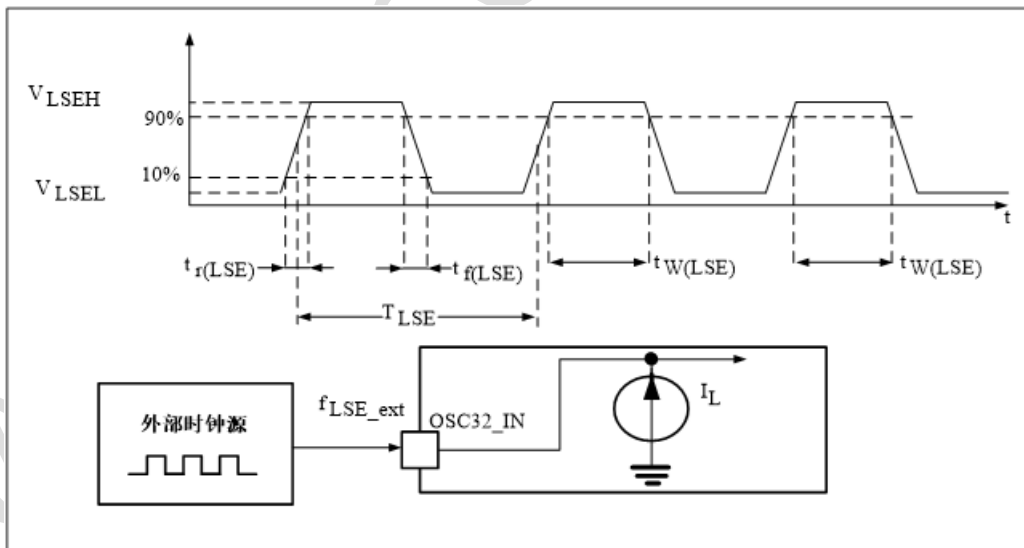 V LSEH
90%
10%
V LSEL
t
t r(LSE)
t f(LSE)
t W(LSE)
t W(LSE)
T LSE
外部时钟源
f LSE_ext
OSC32_IN
I L